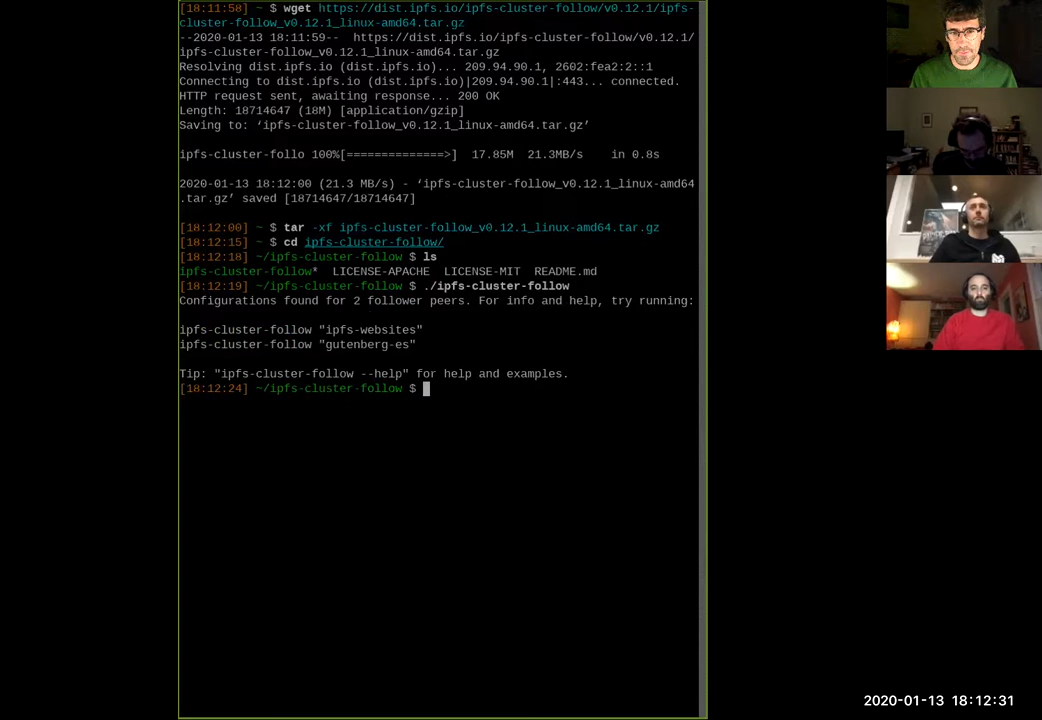 [18:11:58] ~ $ wget https://dist.ipfs.io/ipfs-cluster-follow/v0.12.1/ipfs-
cluster-follow_v0.12.1_linux-amd64.tar.gz
--2020-01-13 18:11:59--  https://dist.ipfs.io/ipfs-cluster-follow/v0.12.1/
ipfs-cluster-follow_v0.12.1_linux-amd64.tar.gz
Resolving dist.ipfs.io (dist.ipfs.io)... 209.94.90.1, 2602:fea2:2::1
Connecting to dist.ipfs.io (dist.ipfs.io)|209.94.90.1|:443... connected.
HTTP request sent, awaiting response... 200 OK
Length: 18714647 (18M) [application/gzip]
Saving to: ‘ipfs-cluster-follow_v0.12.1_linux-amd64.tar.gz’
ipfs-cluster-follo 100%[==============>]  17.85M  21.3MB/s    in 0.8s
2020-01-13 18:12:00 (21.3 MB/s) - ‘ipfs-cluster-follow_v0.12.1_linux-amd64
.tar.gz’ saved [18714647/18714647]
[18:12:00] ~ $ tar -xf ipfs-cluster-follow_v0.12.1_linux-amd64.tar.gz
[18:12:15] ~ $ cd ipfs-cluster-follow/
[18:12:18] ~/ipfs-cluster-follow $ ls
ipfs-cluster-follow*  LICENSE-APACHE  LICENSE-MIT  README.md
[18:12:19] ~/ipfs-cluster-follow $ ./ipfs-cluster-follow
Configurations found for 2 follower peers. For info and help, try running:
ipfs-cluster-follow "ipfs-websites"
ipfs-cluster-follow "gutenberg-es"
Tip: "ipfs-cluster-follow --help" for help and examples.
[18:12:24] ~/ipfs-cluster-follow $
2020-01-13 18:12:31